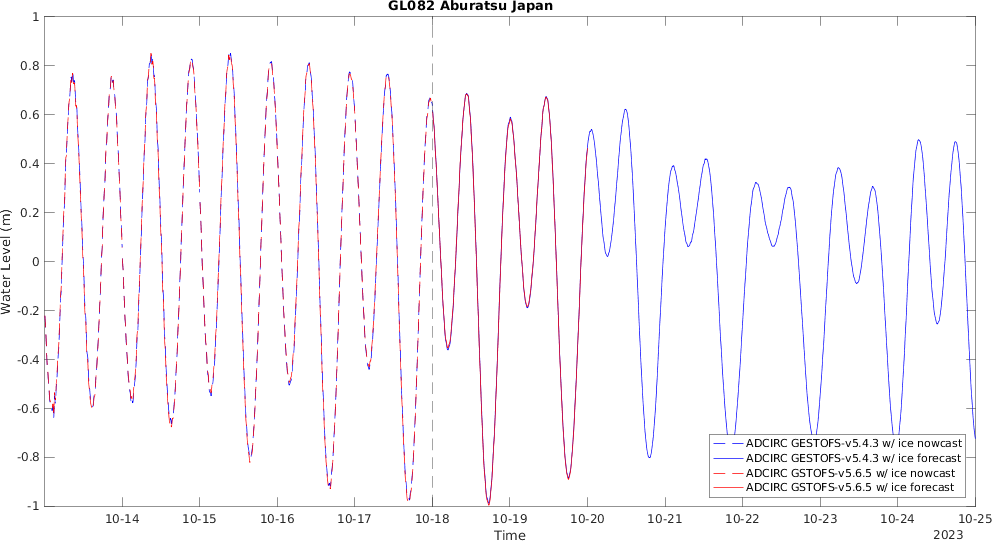 GL082 Aburatsu Japan
1
0.8
0.6
0.4
0.2
0
-0.2
-0.4
-0.6
-0.8
-1
Water Level (m)
ADCIRC GESTOFS-v5.4.3 w/ ice nowcast
ADCIRC GESTOFS-v5.4.3 w/ ice forecast
ADCIRC GSTOFS-v5.6.5 w/ ice nowcast
ADCIRC GSTOFS-v5.6.5 w/ ice forecast
10-14 10-15 10-16 10-17 10-18 10-19 10-20 10-21 10-22 10-23 10-24 10-25
Time
2023